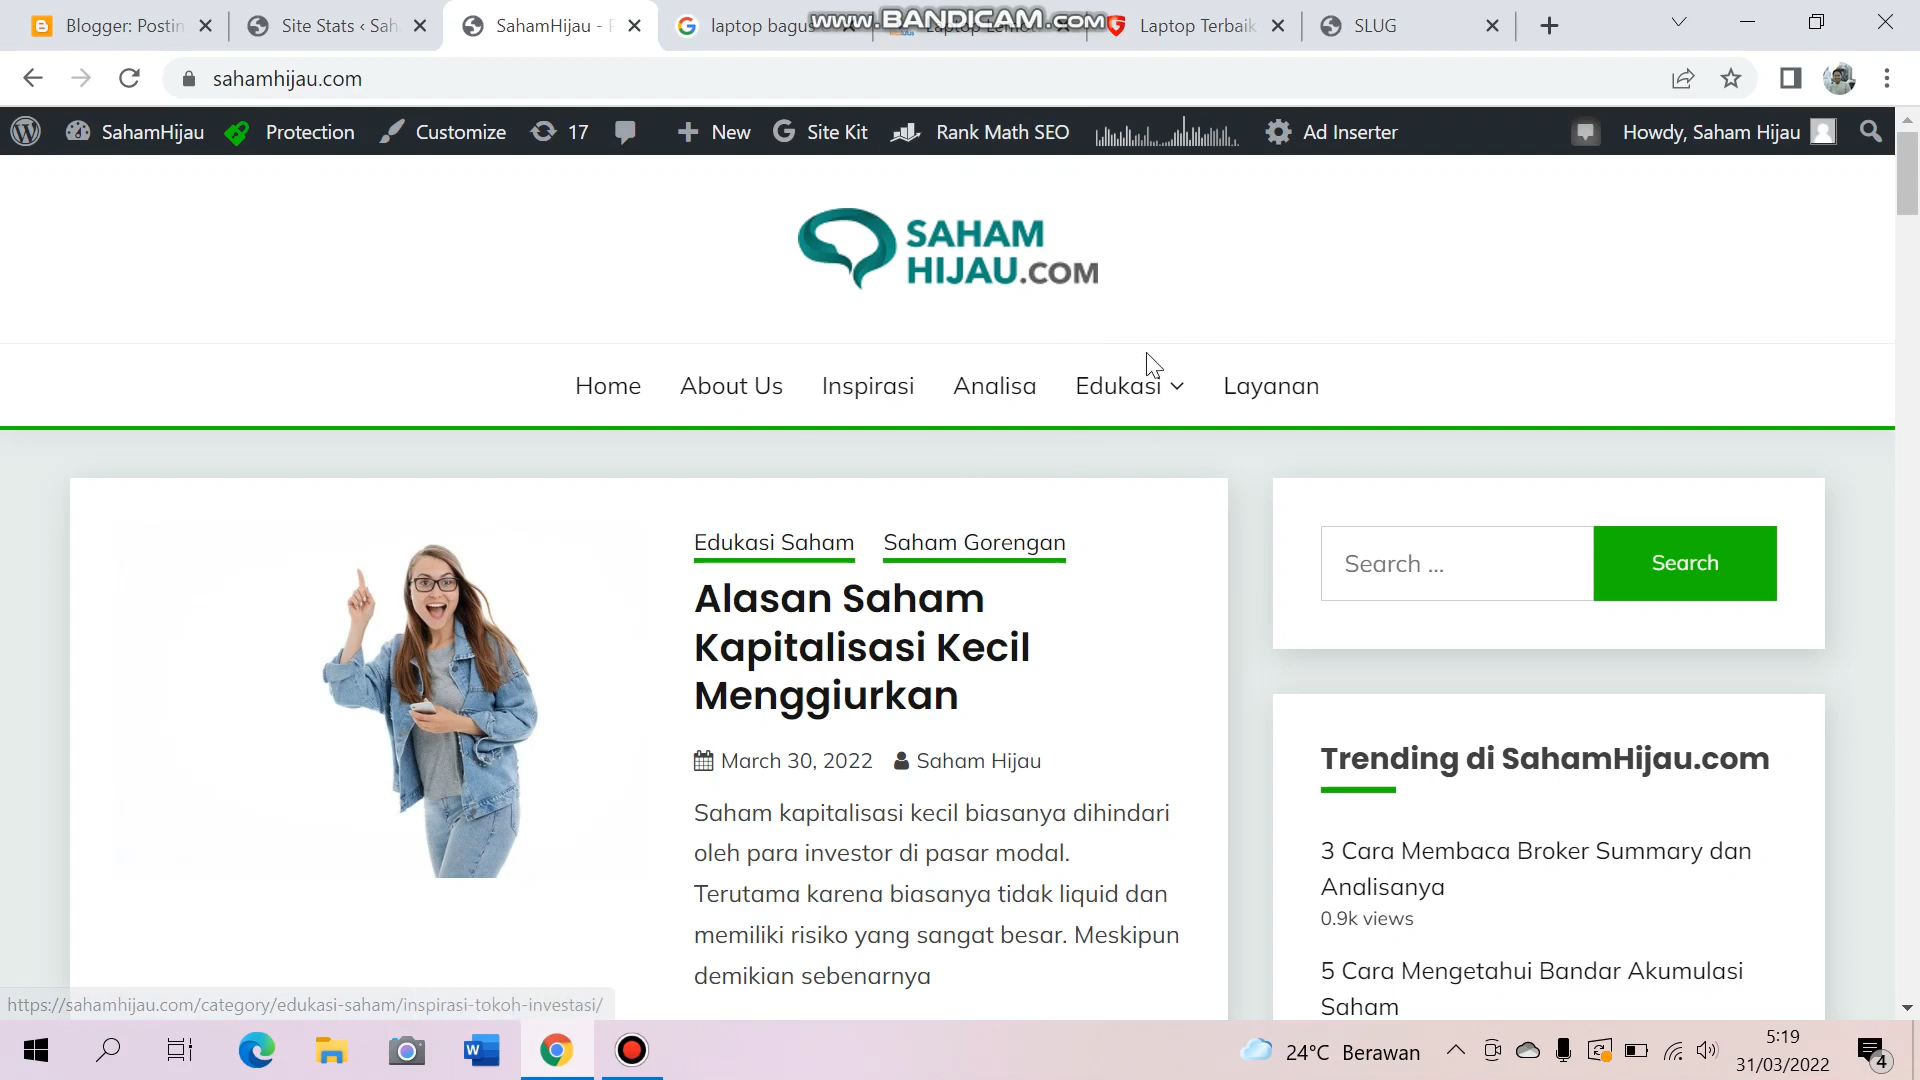 Blogger: Postin
Site Stats ‹ Sah
SahamHijau - P
laptop bagus
Laptop Lemot
Laptop Terbaik
SLUG
www.BANDICAM.com
sahamhijau.com
SahamHijau
Protection
Customize
17
New
Site Kit
Rank Math SEO
Ad Inserter
Howdy, Saham Hijau
SAHAM
HIJAU.COM
Home
About Us
Inspirasi
Analisa
Edukasi
Layanan
Edukasi Saham
Saham Gorengan
Alasan Saham
Kapitalisasi Kecil
Menggiurkan
March 30, 2022
Saham Hijau
Saham kapitalisasi kecil biasanya dihindari
oleh para investor di pasar modal.
Terutama karena biasanya tidak liquid dan
memiliki risiko yang sangat besar. Meskipun
demikian sebenarnya
Search ...
Search
Trending di SahamHijau.com
3 Cara Membaca Broker Summary dan
Analisanya
0.9k views
5 Cara Mengetahui Bandar Akumulasi
Saham
https://sahamhijau.com/category/edukasi-saham/inspirasi-tokoh-investasi/
24°C Berawan
5:19
31/03/2022
4